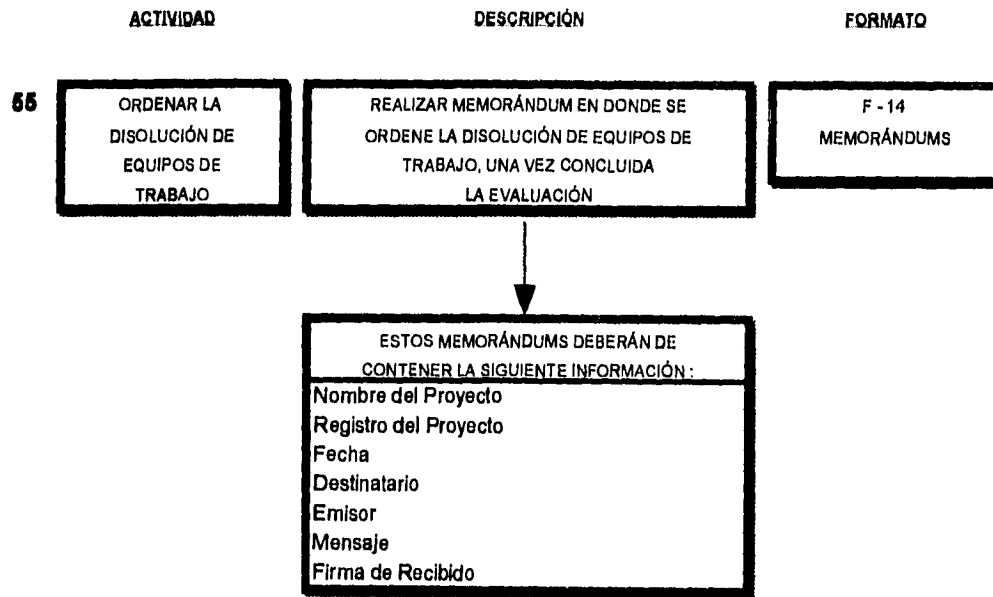 ACTIVIDAD
DESCRIPCIÓN
FORMATO
55
ORDENAR LA
DISOLUCIÓN DE
EQUIPOS DE
TRABAJO
REALIZAR MEMORÁNDUM EN DONDE SE
ORDENE LA DISOLUCIÓN DE EQUIPOS DE
TRABAJO, UNA VEZ CONCLUIDA
LA EVALUACIÓN
F - 14
MEMORÁNDUMS
ESTOS MEMORÁNDUMS DEBERÁN DE
CONTENER LA SIGUIENTE INFORMACIÓN :
Nombre del Proyecto
Registro del Proyecto
Fecha
Destinatario
Emisor
Mensaje
Firma de Recibido